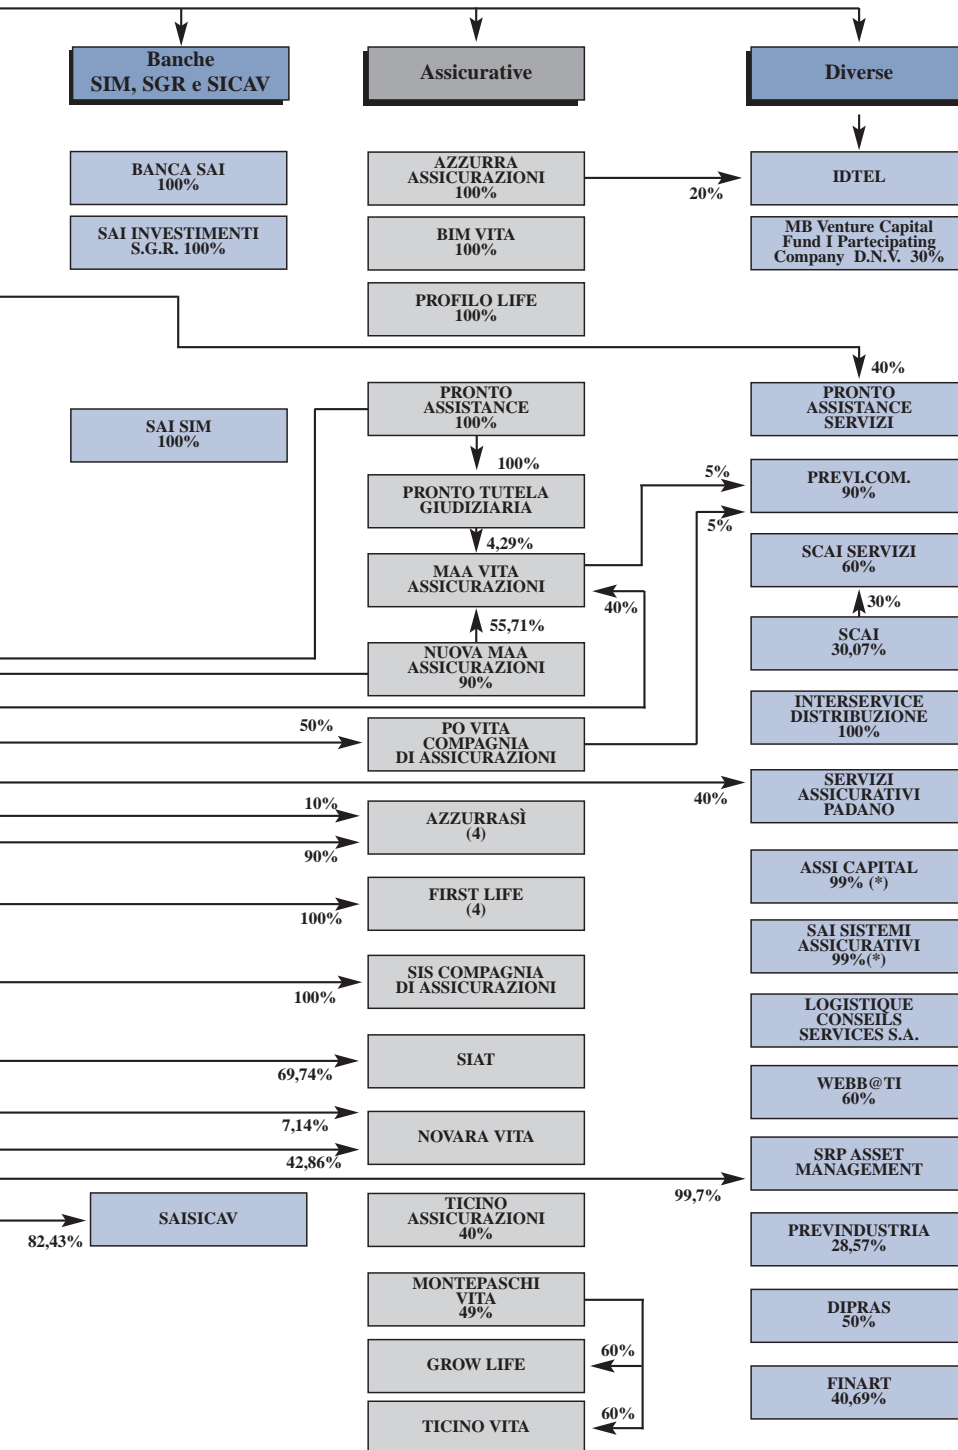 Banche
SIM, SGR e SICAV
Assicurative
Diverse
BANCA SAI
100%
AZZURRA
ASSICURAZIONI
100%
20%
IDTEL
SAI INVESTIMENTI
S.G.R. 100%
BIM VITA
100%
MB Venture Capital
Fund I Partecipating
Company D.N.V. 30%
PROFILO LIFE
100%
40%
SAI SIM
100%
PRONTO
ASSISTANCE
100%
PRONTO
ASSISTANCE
SERVIZI
100%
PRONTO TUTELA
GIUDIZIARIA
5%
PREVI.COM.
90%
5%
4,29%
MAA VITA
ASSICURAZIONI
SCAI SERVIZI
60%
40%
30%
55,71%
NUOVA MAA
ASSICURAZIONI
90%
SCAI
30,07%
50%
PO VITA
COMPAGNIA
DI ASSICURAZIONI
INTERSERVICE
DISTRIBUZIONE
100%
40%
SERVIZI
ASSICURATIVI
PADANO
10%
90%
AZZURRASÌ
(4)
ASSI CAPITAL
99% (*)
100%
FIRST LIFE
(4)
SAI SISTEMI
ASSICURATIVI
99%(*)
100%
SIS COMPAGNIA
DI ASSICURAZIONI
LOGISTIQUE
CONSEILS
SERVICES S.A.
69,74%
SIAT
WEBB@TI
60%
7,14%
42,86%
NOVARA VITA
SRP ASSET
MANAGEMENT
99,7%
82,43%
SAISICAV
TICINO
ASSICURAZIONI
40%
PREVINDUSTRIA
28,57%
MONTEPASCHI
VITA
49%
DIPRAS
50%
60%
GROW LIFE
FINART
40,69%
60%
TICINO VITA